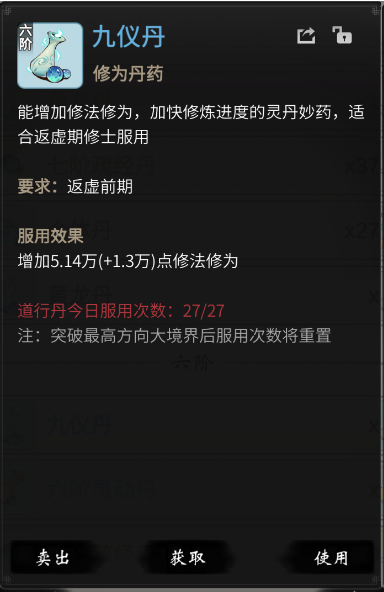 六阶
九仪丹
修为丹药
能增加修法修为，加快修炼进度的灵丹妙药，适
合返虚期修士服用
要求：返虚前期
服用效果
增加5.14万(+1.3万)点修法修为
道行丹今日服用次数：27/27
注：突破最高方向大境界后服用次数将重置
六阶
九仪丹
卖出
获取
使用